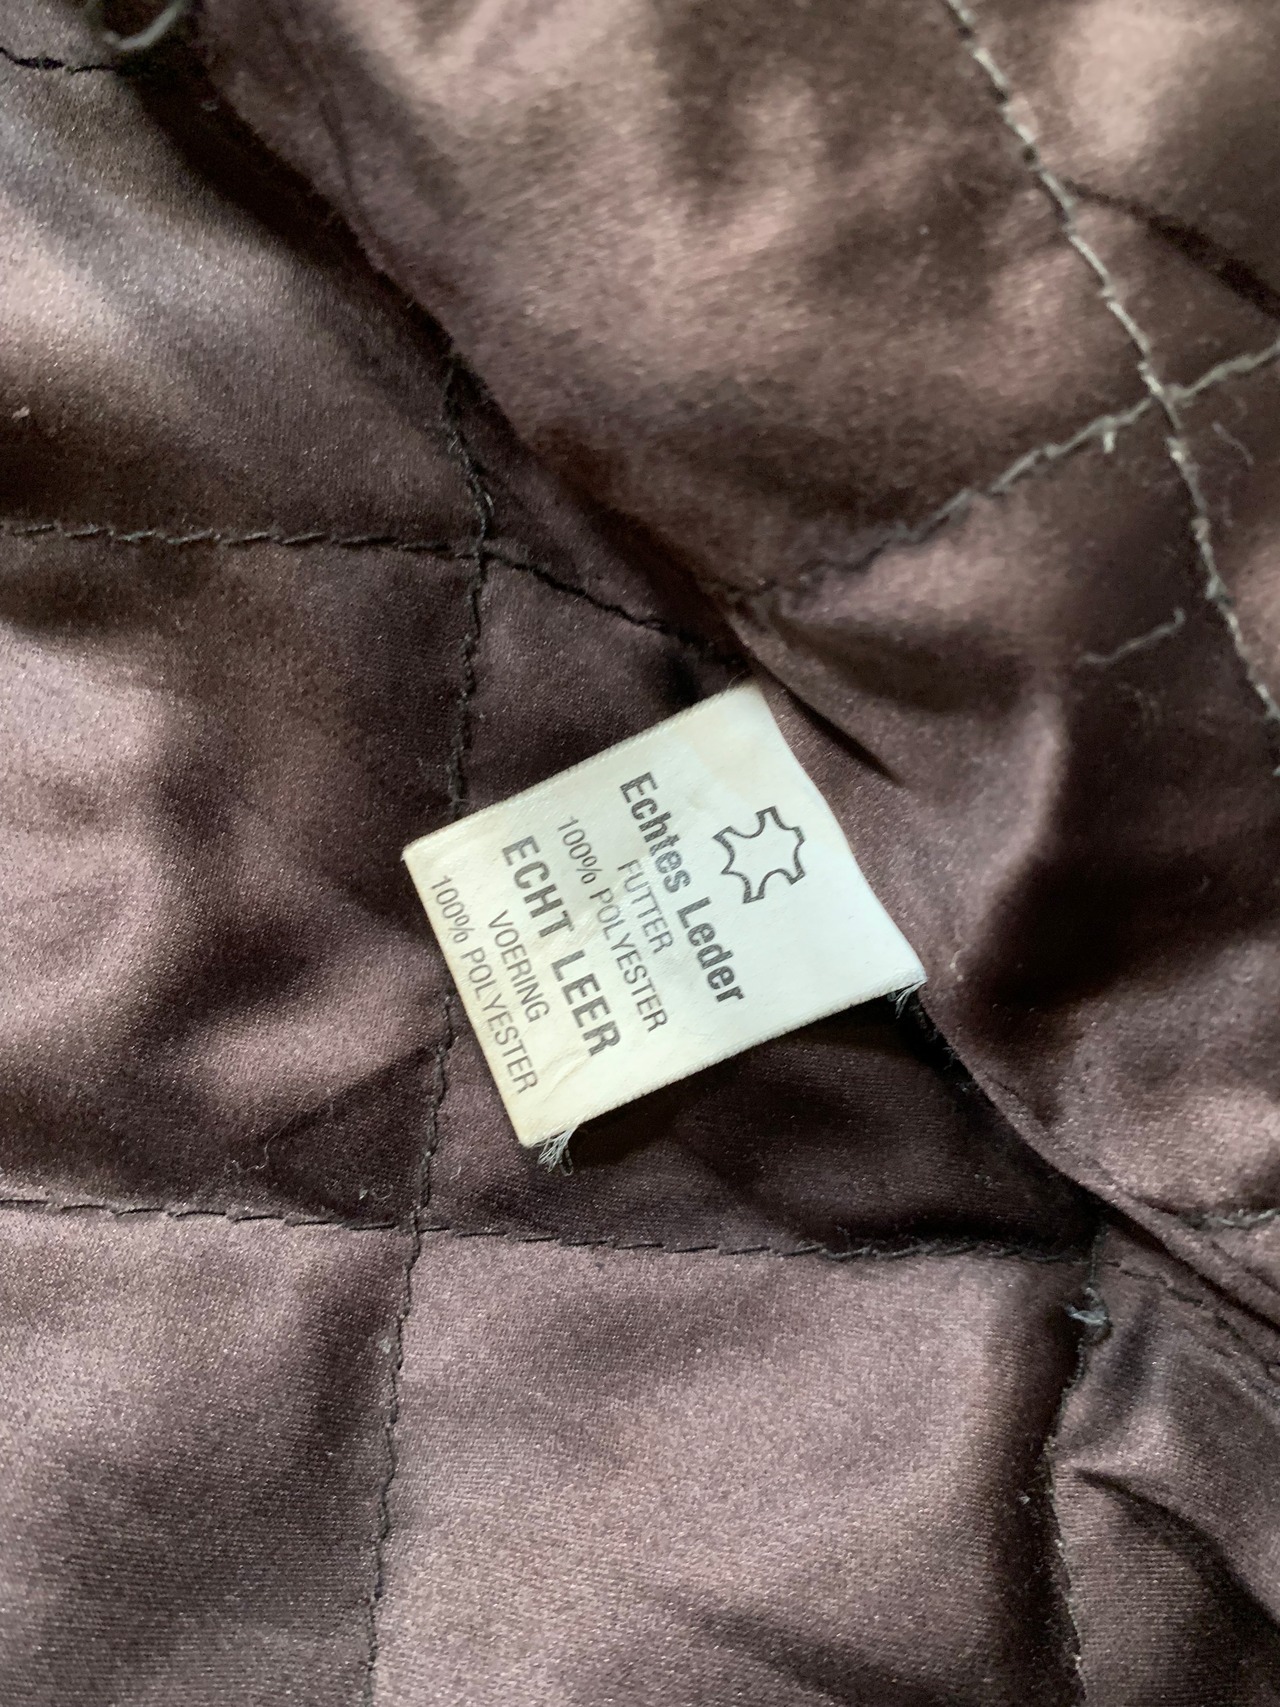 Echtes Leder
FUTTER
100% POLYESTER
ECHT LEER
VOERING
100% POLYESTER